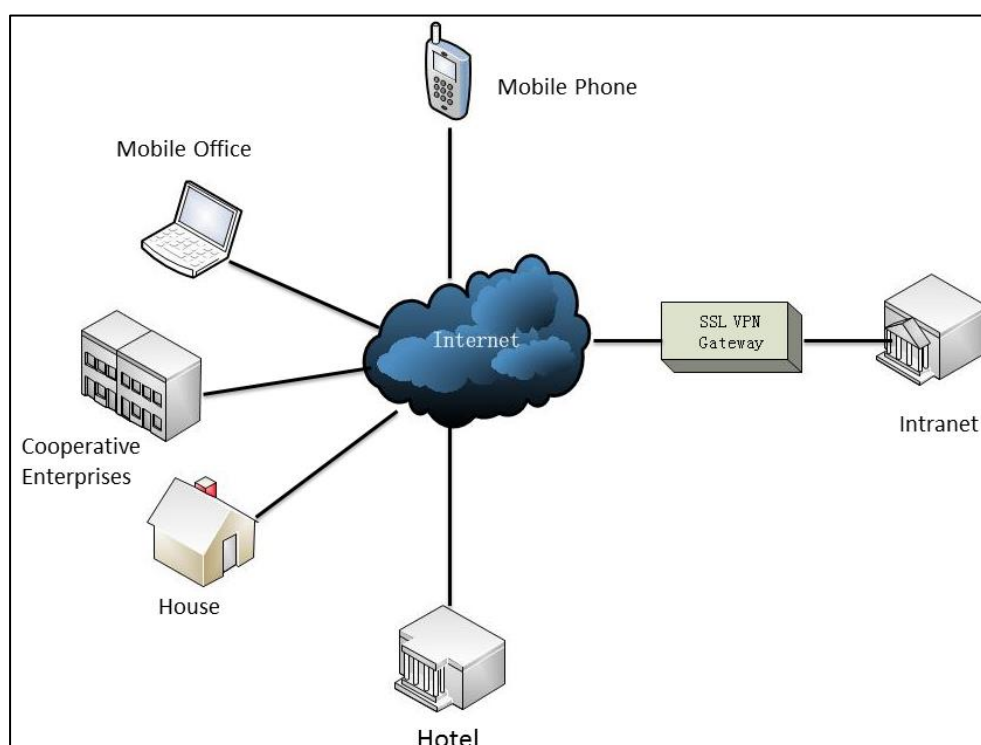 Mobile Phone
Mobile Office
Internet
SSL VPN
Gateway
Intranet
Cooperative
Enterprises
House
Hotel